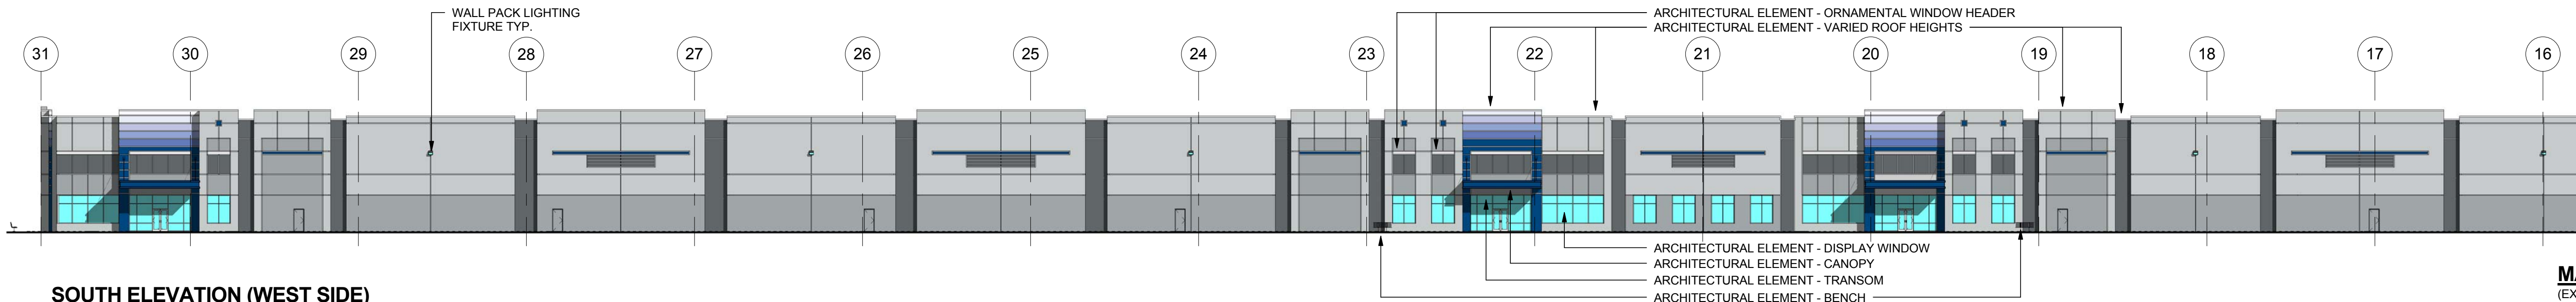 WALL PACK LIGHTING
FIXTURE TYP.
ARCHITECTURAL ELEMENT - ORNAMENTAL WINDOW HEADER
ARCHITECTURAL ELEMENT - VARIED ROOF HEIGHTS
31 30 29 28 27 26 25 24 23 22 21 20 19 18 17 16
ARCHITECTURAL ELEMENT - DISPLAY WINDOW
ARCHITECTURAL ELEMENT - CANOPY
ARCHITECTURAL ELEMENT - TRANSOM
ARCHITECTURAL ELEMENT - BENCH
SOUTH ELEVATION (WEST SIDE)